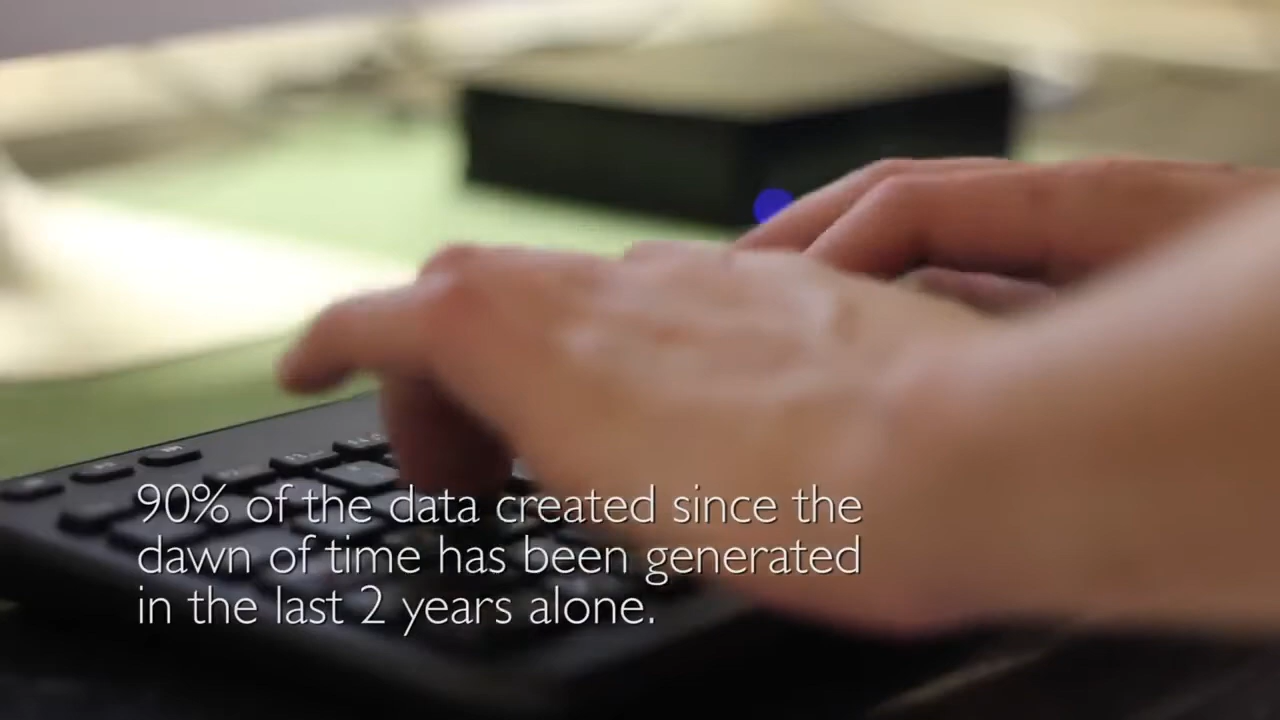 90% of the data created since the
dawn of time has been generated
in the last 2 years alone.